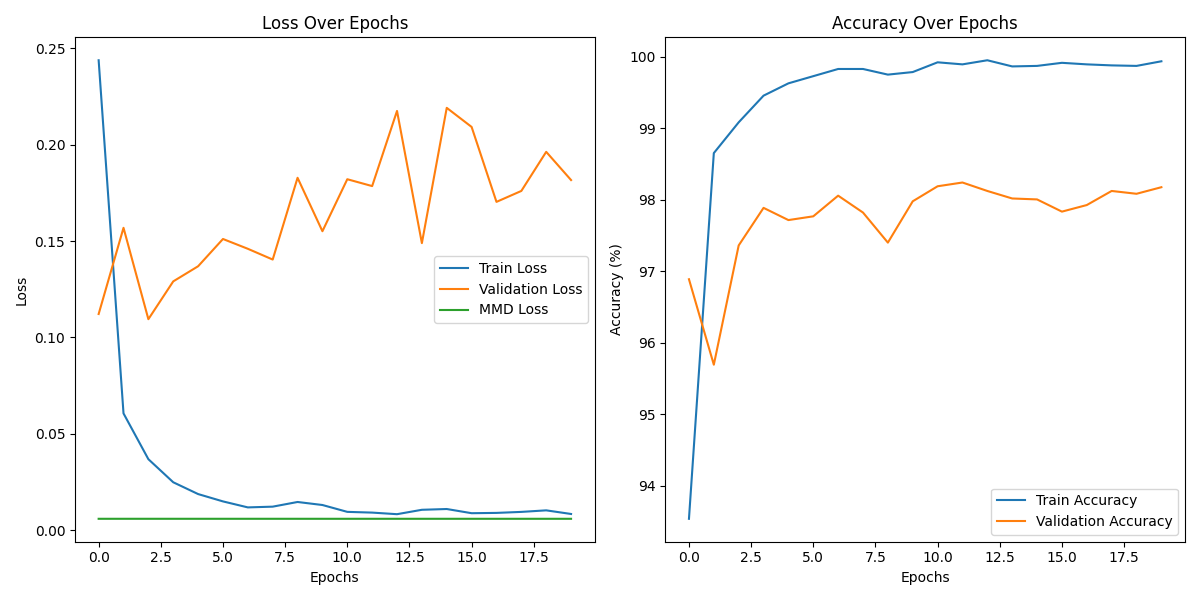 Loss Over Epochs
0.25
0.20
0.15
0.10
0.05
0.00
Loss
Train Loss
Validation Loss
MMD Loss
0.0 2.5 5.0 7.5 10.0 12.5 15.0 17.5
Epochs
Accuracy Over Epochs
100
99
98
97
96
95
94
Accuracy (%)
Train Accuracy
Validation Accuracy
0.0 2.5 5.0 7.5 10.0 12.5 15.0 17.5
Epochs